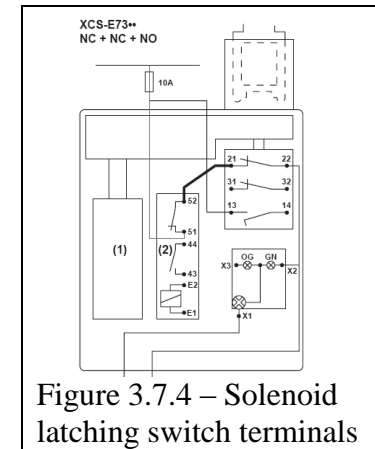 XCS-E73••
NC + NC + NO
10A
21 22
31 32
13 14
52
51
(1)
(2)
44
43
E2
E1
X3 OG GN X2
X1
Figure 3.7.4 – Solenoid
latching switch terminals